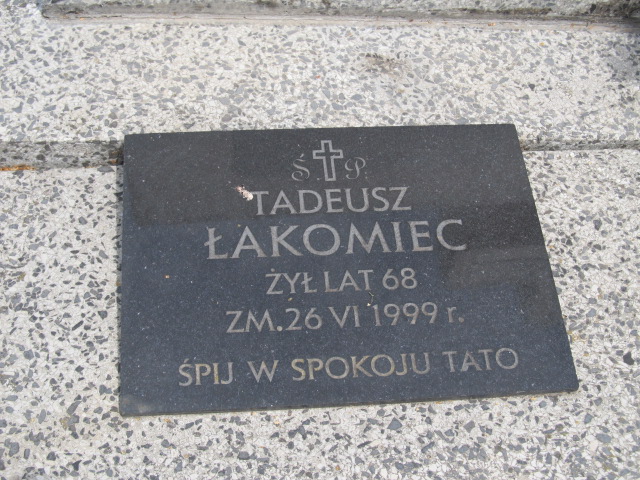 Ś P.
TADEUSZ
ŁAKOMIEC
ŻYŁ LAT 68
ZM. 26 VI 1999 r.
ŚPIJ W SPOKOJU TATO